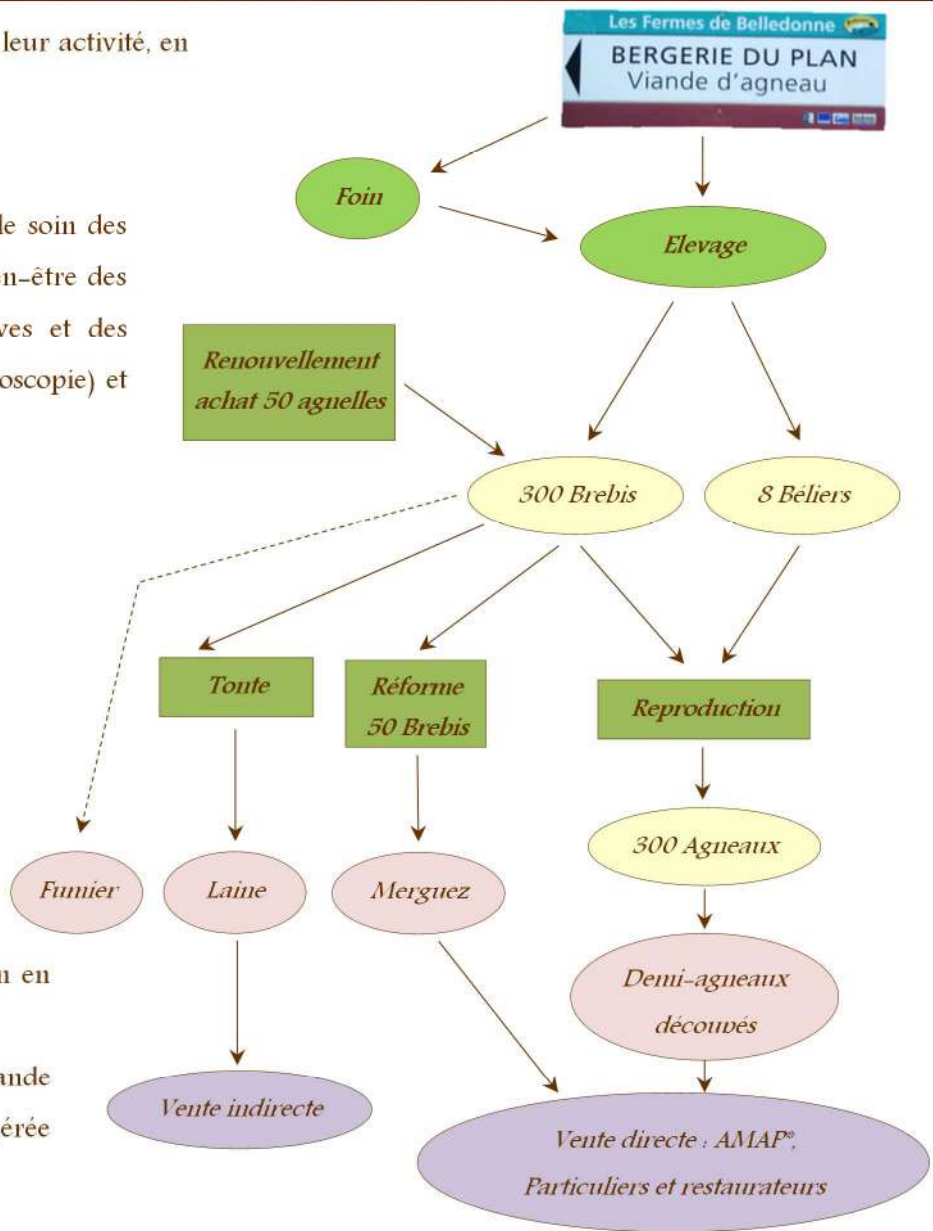 leur activité, en
le soin des
en-être des
ves et des
oscopie) et
n en
ande
érée
Les Fermes de Belledonne
BERGERIE DU PLAN
Viande d'agneau
Foin
Elevage
Renouvellement
achat 50 agnelles
300 Brebis
8 Béliers
Tonte
Réforme
50 Brebis
Reproduction
300 Agneaux
Fumier
Laine
Merguez
Demi-agneaux
découpés
Vente indirecte
Vente directe : AMAP*,
Particuliers et restaurateurs